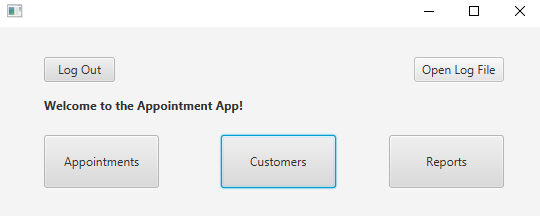 Log Out
Open Log File
Welcome to the Appointment App!
Appointments
Customers
Reports